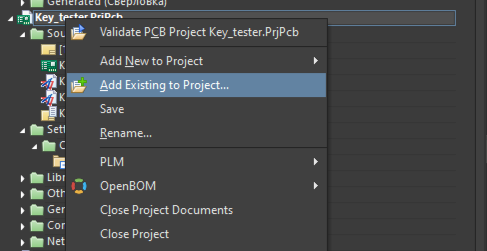 Generated (Сверловка)
Key_tester.PrjPcb
Sou
Validate PCB Project Key_tester.PrjPcb
[
Add New to Project
K
Add Existing to Project...
K
Save
K
K
Rename...
Sett
C
PLM
Libr
OpenBOM
Oth
Gen
Close Project Documents
Com
Close Project
Net